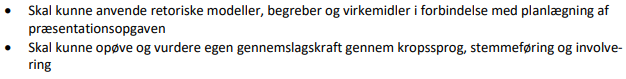 • Skal kunne anvende retoriske modeller, begreber og virkemidler i forbindelse med planlægning af
præsentationsopgaven
• Skal kunne opøve og vurdere egen gennemslagskraft gennem kropssprog, stemmeføring og involve-
ring